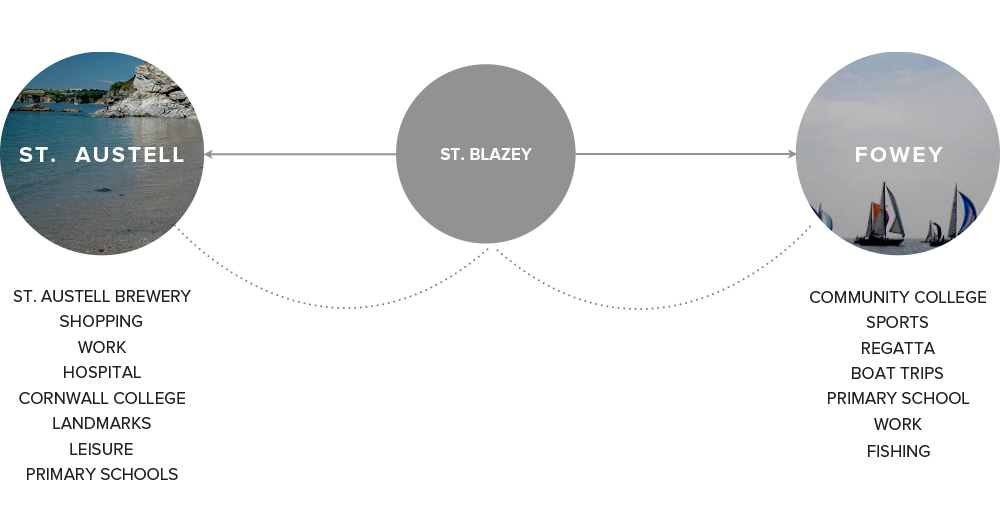 ST. AUSTELL
ST. BLAZEY
FOWEY
ST. AUSTELL BREWERY
SHOPPING
WORK
HOSPITAL
CORNWALL COLLEGE
LANDMARKS
LEISURE
PRIMARY SCHOOLS
COMMUNITY COLLEGE
SPORTS
REGATTA
BOAT TRIPS
PRIMARY SCHOOL
WORK
FISHING